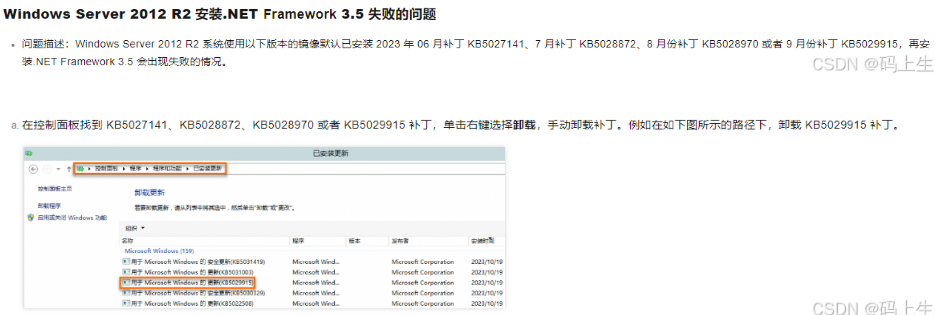 Windows Server 2012 R2 安装.NET Framework 3.5 失败的问题
• 问题描述：Windows Server 2012 R2 系统使用以下版本的镜像默认已安装 2023 年 06 月补丁 KB5027141、7 月补丁 KB5028872、8 月份补丁 KB5028970 或者 9 月份补丁 KB5029915，再安
装.NET Framework 3.5 会出现失败的情况。
CSDN @码上生
a. 在控制面板找到 KB5027141、KB5028872、KB5028970 或者 KB5029915 补丁，单击右键选择卸载，手动卸载补丁。例如在如下图所示的路径下，卸载 KB5029915 补丁。
已安装更新
控制面板 ▸ 程序 ▸ 程序和功能 ▸ 已安装更新
控制面板主页
卸载程序
启用或关闭 Windows 功能
卸载更新
若要卸载更新，请从列表中将其选中，然后单击“卸载”或“更改”。
组织 ▼
名称 程序 版本 发布者 安装时间
Microsoft Windows (139)
用于 Microsoft Windows 的 安全更新(KB5031419) Microsoft Wind... Microsoft Corporation 2023/10/19
用于 Microsoft Windows 的 更新(KB5031003) Microsoft Wind... Microsoft Corporation 2023/10/19
用于 Microsoft Windows 的 更新(KB5029915) Microsoft Wind... Microsoft Corporation 2023/10/19
用于 Microsoft Windows 的 安全更新(KB5030329) Microsoft Wind... Microsoft Corporation 2023/10/19
用于 Microsoft Windows 的 更新(KB5022508) Microsoft Wind... Microsoft Corporation 2023/10/19
CSDN @码上生